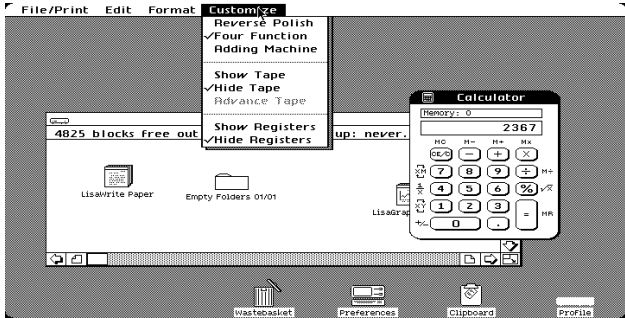 File/Print Edit Format Customize
Reverse Polish
✓Four Function
Adding Machine
Show Tape
✓Hide Tape
Advance Tape
Show Registers
✓Hide Registers
4825 blocks free out
up: never.
LisaWrite Paper
Empty Folders 01/01
LisaGrap
Calculator
Memory: 0
2367
MC M- M+ Mx
CE/C - + ×
XM 7 8 9 ÷ M÷
4 5 6 % √x
XY 1 2 3 = MR
+/- 0 .
Wastebasket
Preferences
Clipboard
ProFile